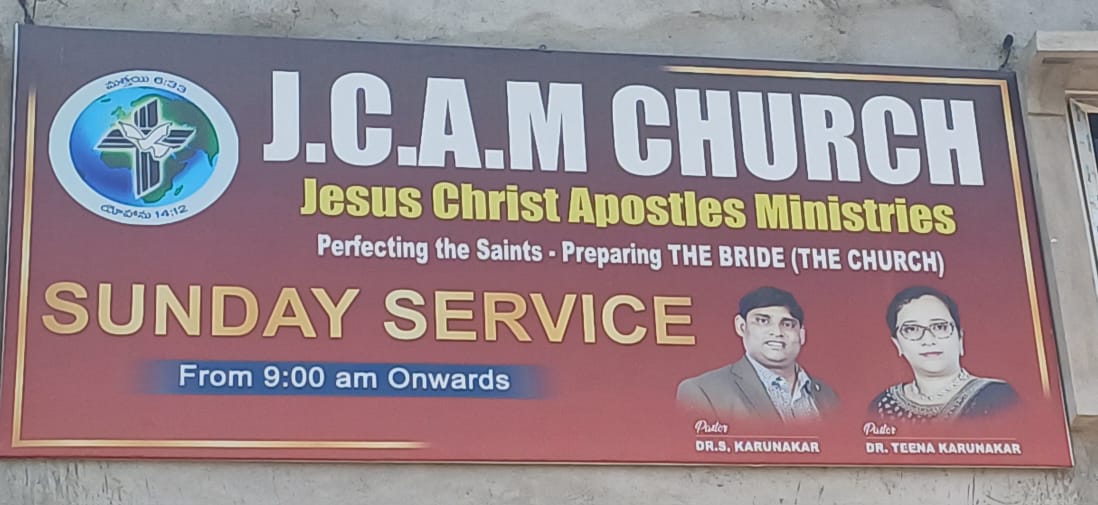 మత్తయి 6:33
యోహాను 14:12
J.C.A.M CHURCH
Jesus Christ Apostles Ministries
Perfecting the Saints - Preparing THE BRIDE (THE CHURCH)
SUNDAY SERVICE
From 9:00 am Onwards
Pastor
DR.S. KARUNAKAR
Pastor
DR. TEENA KARUNAKAR